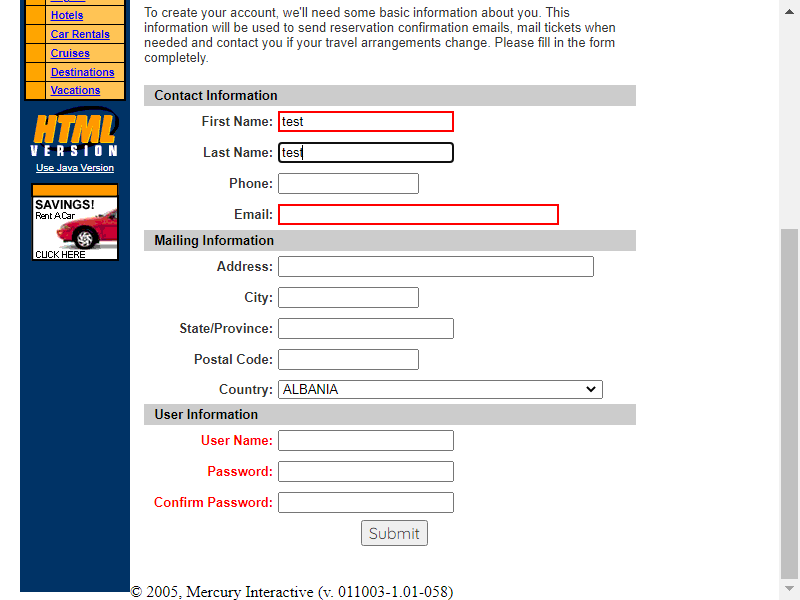 To create your account, we'll need some basic information about you. This
information will be used to send reservation confirmation emails, mail tickets when
needed and contact you if your travel arrangements change. Please fill in the form
completely.
Hotels
Car Rentals
Cruises
Destinations
Vacations
HTML
VERSION
Use Java Version
SAVINGS!
Rent A Car
CLICK HERE
Contact Information
First Name: test
Last Name: test
Phone:
Email:
Mailing Information
Address:
City:
State/Province:
Postal Code:
Country: ALBANIA
User Information
User Name:
Password:
Confirm Password:
Submit
© 2005, Mercury Interactive (v. 011003-1.01-058)